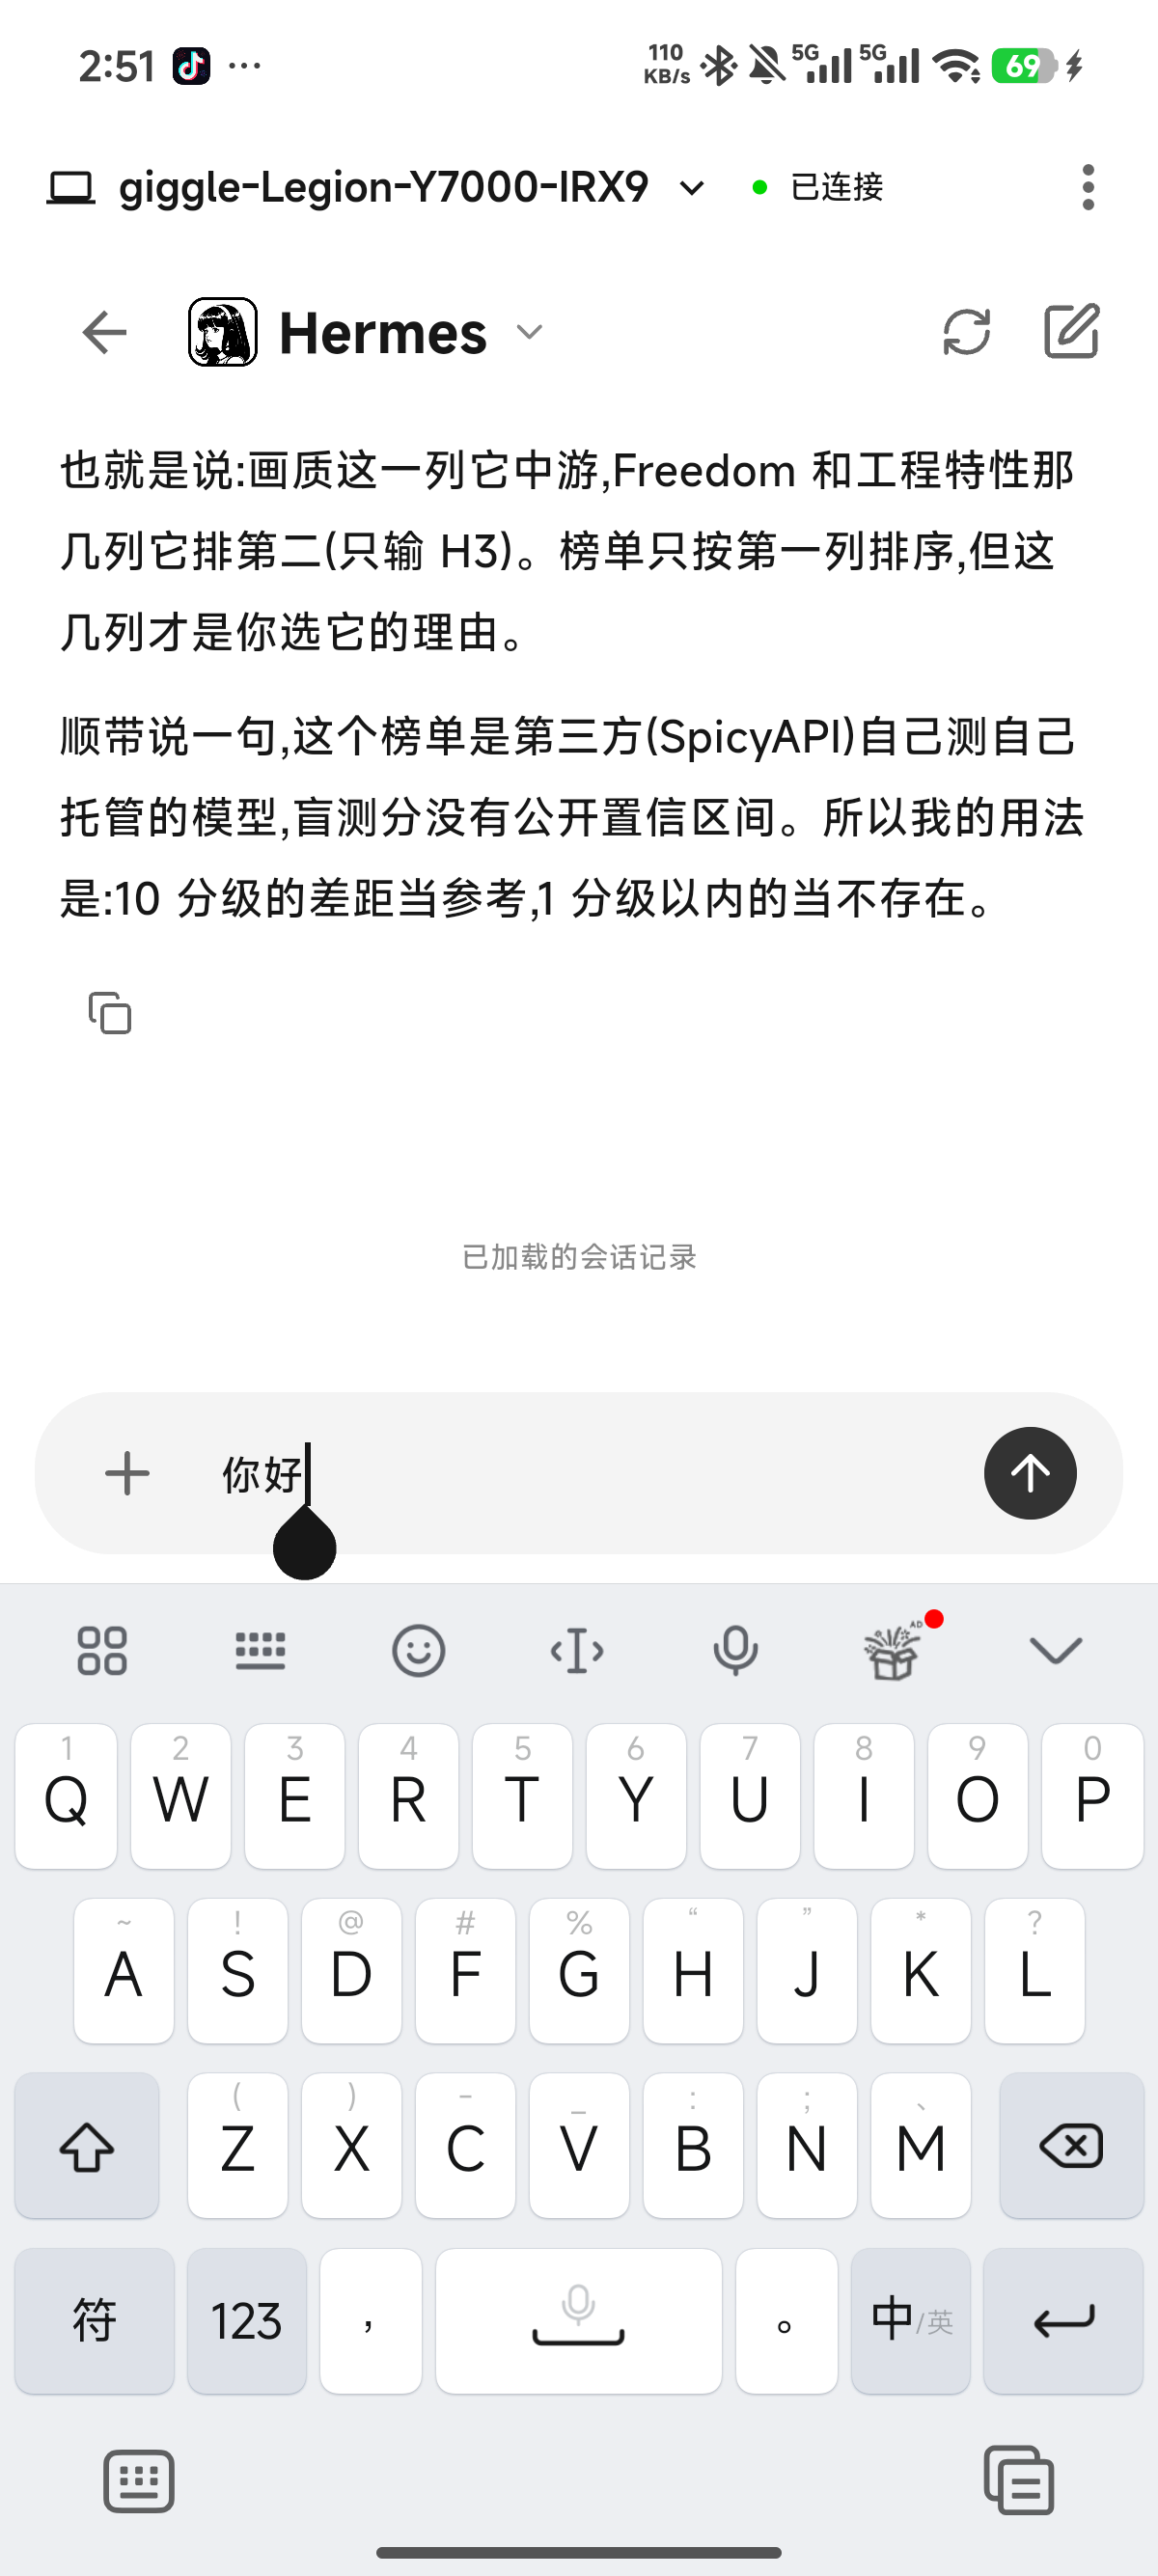 2:51 ...
110 KB/s 5G 5G 69
giggle-Legion-Y7000-IRX9 已连接
Hermes
也就是说:画质这一列它中游,Freedom 和工程特性那
几列它排第二(只输 H3)。榜单只按第一列排序,但这
几列才是你选它的理由。
顺带说一句,这个榜单是第三方(SpicyAPI)自己测自己
托管的模型,盲测分没有公开置信区间。所以我的用法
是:10 分级的差距当参考,1 分级以内的当不存在。
已加载的会话记录
你好
AD
1 2 3 4 5 6 7 8 9 0
Q W E R T Y U I O P
~ ! @ # % “ ” * ?
A S D F G H J K L
( ) - _ : ; 、
Z X C V B N M
符 123 , 。 中/英